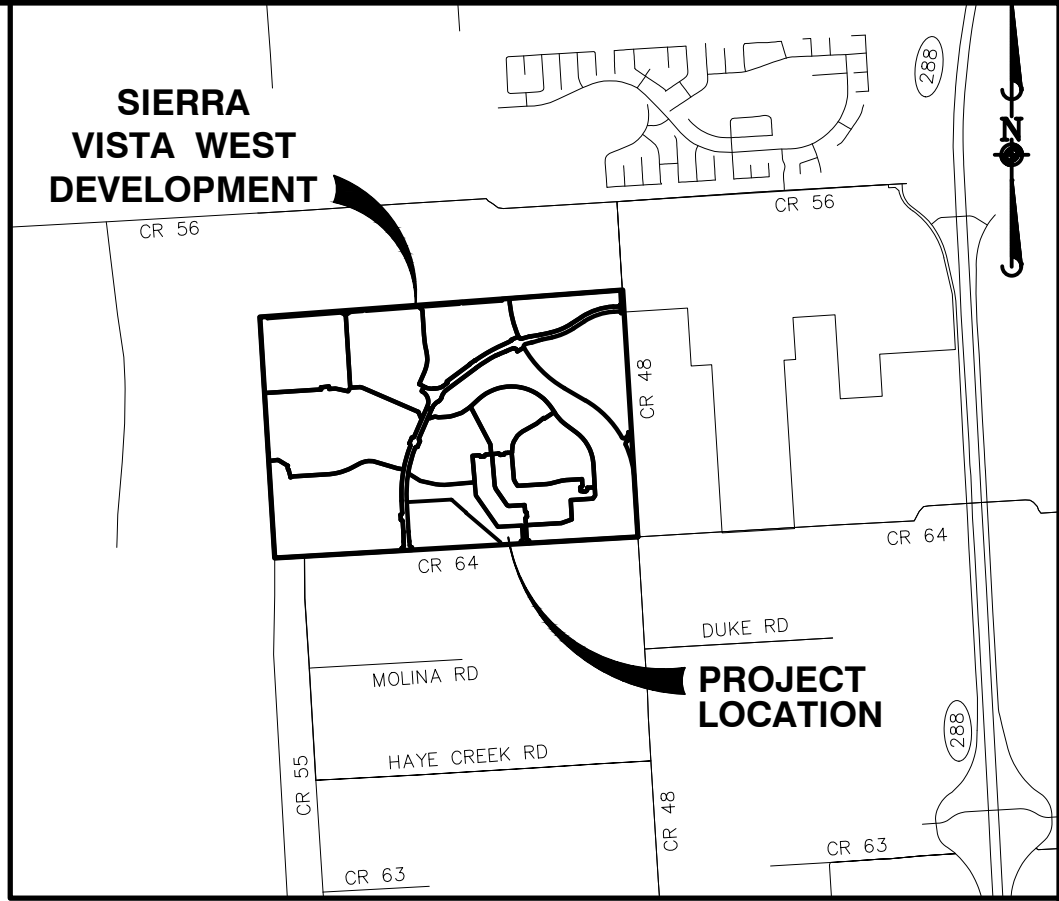 288
N
SIERRA
VISTA WEST
DEVELOPMENT
CR 56
CR 56
CR 48
CR 64
CR 64
DUKE RD
MOLINA RD
PROJECT
LOCATION
288
HAYE CREEK RD
CR 55
CR 48
CR 63
CR 63